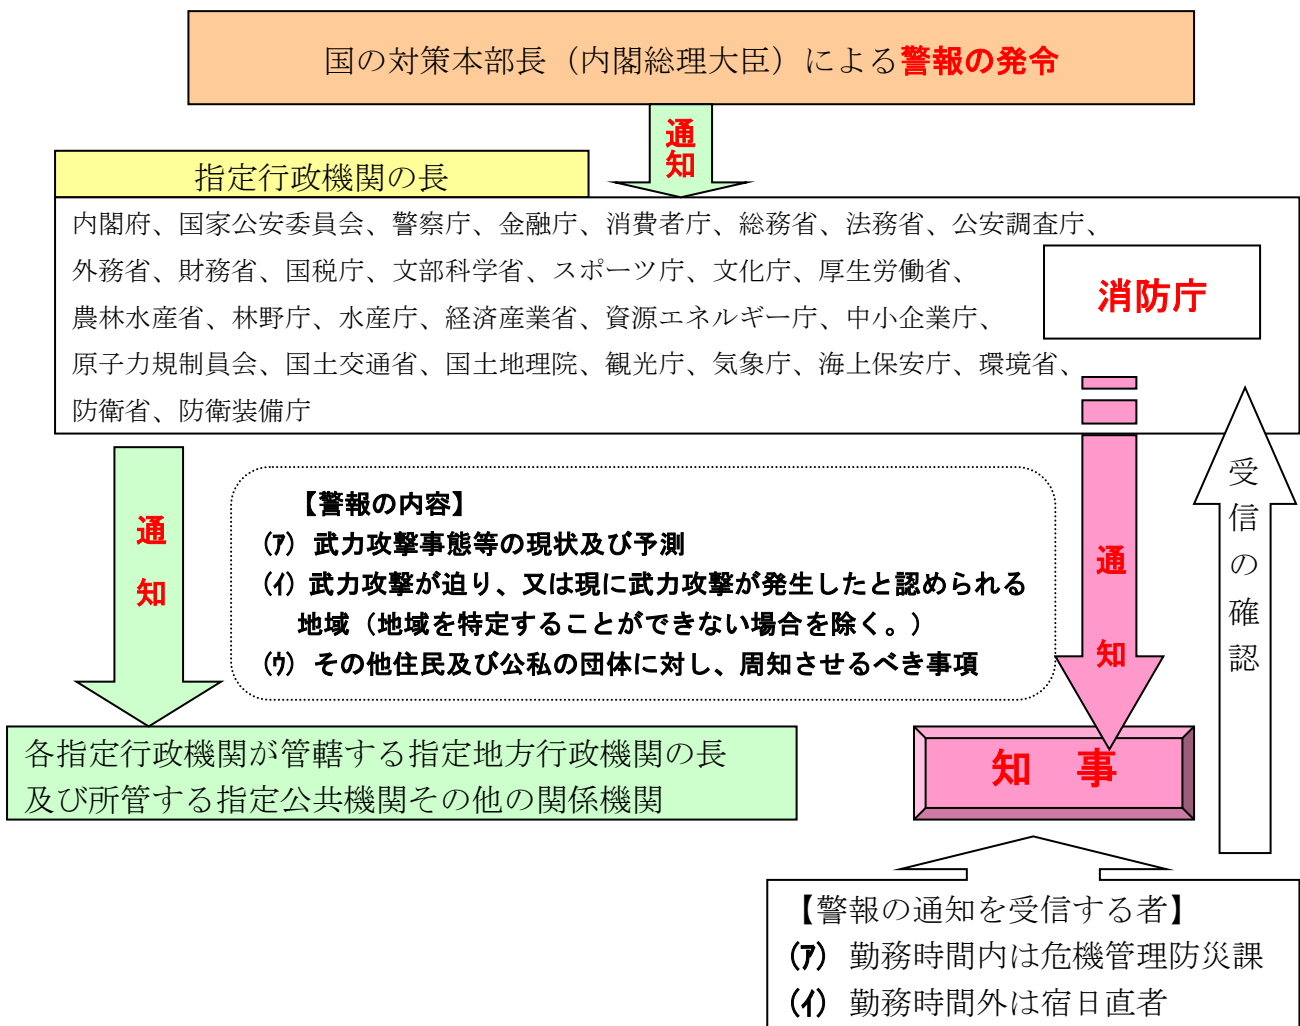 国の対策本部長（内閣総理大臣）による警報の発令
通知
指定行政機関の長
内閣府、国家公安委員会、警察庁、金融庁、消費者庁、総務省、法務省、公安調査庁、
外務省、財務省、国税庁、文部科学省、スポーツ庁、文化庁、厚生労働省、
農林水産省、林野庁、水産庁、経済産業省、資源エネルギー庁、中小企業庁、
原子力規制員会、国土交通省、国土地理院、観光庁、気象庁、海上保安庁、環境省、
防衛省、防衛装備庁
消防庁
通知
【警報の内容】
(ｱ) 武力攻撃事態等の現状及び予測
(ｲ) 武力攻撃が迫り、又は現に武力攻撃が発生したと認められる
地域（地域を特定することができない場合を除く。）
(ｳ) その他住民及び公私の団体に対し、周知させるべき事項
通知
受信の確認
各指定行政機関が管轄する指定地方行政機関の長
及び所管する指定公共機関その他の関係機関
知　事
【警報の通知を受信する者】
(ｱ) 勤務時間内は危機管理防災課
(ｲ) 勤務時間外は宿日直者